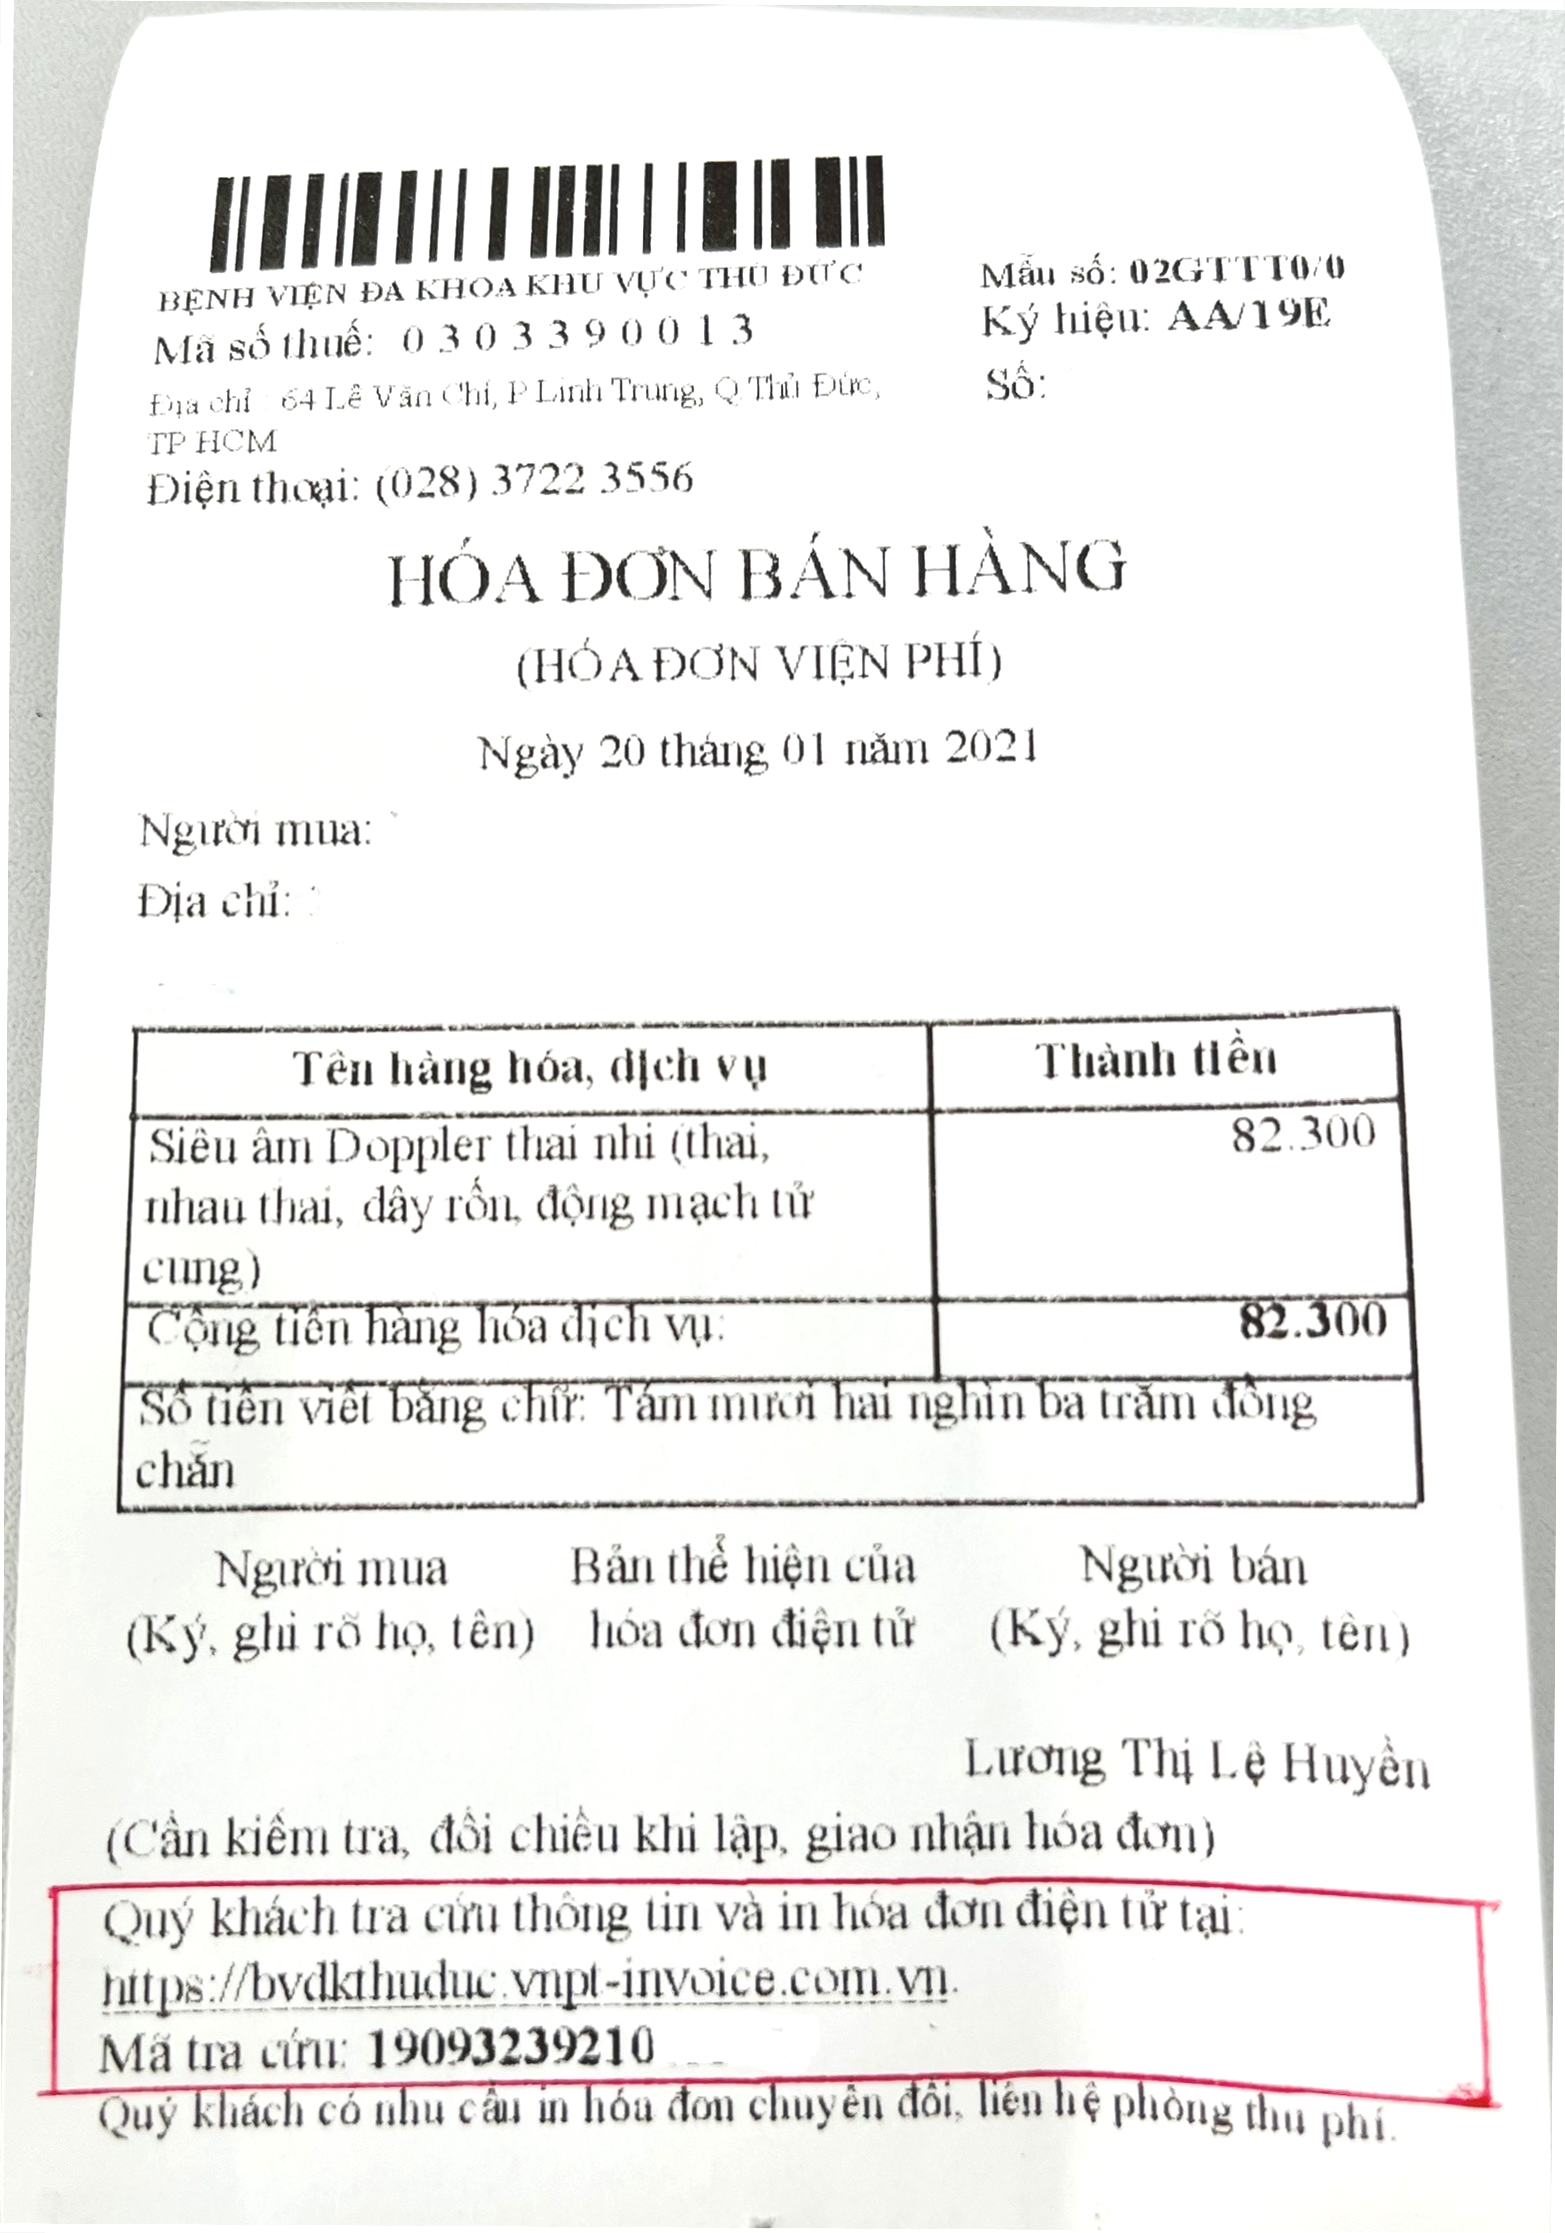 BỆNH VIỆN ĐA KHOA KHU VỰC THỦ ĐỨC
Mã số thuế: 0 3 0 3 3 9 0 0 1 3
Địa chỉ : 64 Lê Văn Chí, P Linh Trung, Q Thủ Đức,
TP HCM
Điện thoại: (028) 3722 3556
Mẫu số: 02GTTT0/0
Ký hiệu: AA/19E
Số:
HÓA ĐƠN BÁN HÀNG
(HÓA ĐƠN VIỆN PHÍ)
Ngày 20 tháng 01 năm 2021
Người mua:
Địa chỉ:
Tên hàng hóa, dịch vụ Thành tiền
Siêu âm Doppler thai nhi (thai, 82.300
nhau thai, dây rốn, động mạch tử
cung)
Cộng tiền hàng hóa dịch vụ: 82.300
Số tiền viết bằng chữ: Tám mươi hai nghìn ba trăm đồng
chẵn
Người mua Bản thể hiện của Người bán
(Ký, ghi rõ họ, tên) hóa đơn điện tử (Ký, ghi rõ họ, tên)
Lương Thị Lệ Huyền
(Cần kiểm tra, đối chiếu khi lập, giao nhận hóa đơn)
Quý khách tra cứu thông tin và in hóa đơn điện tử tại:
https://bvdkthuduc.vnpt-invoice.com.vn.
Mã tra cứu: 19093239210
Quý khách có nhu cầu in hóa đơn chuyển đổi, liên hệ phòng thu phí.